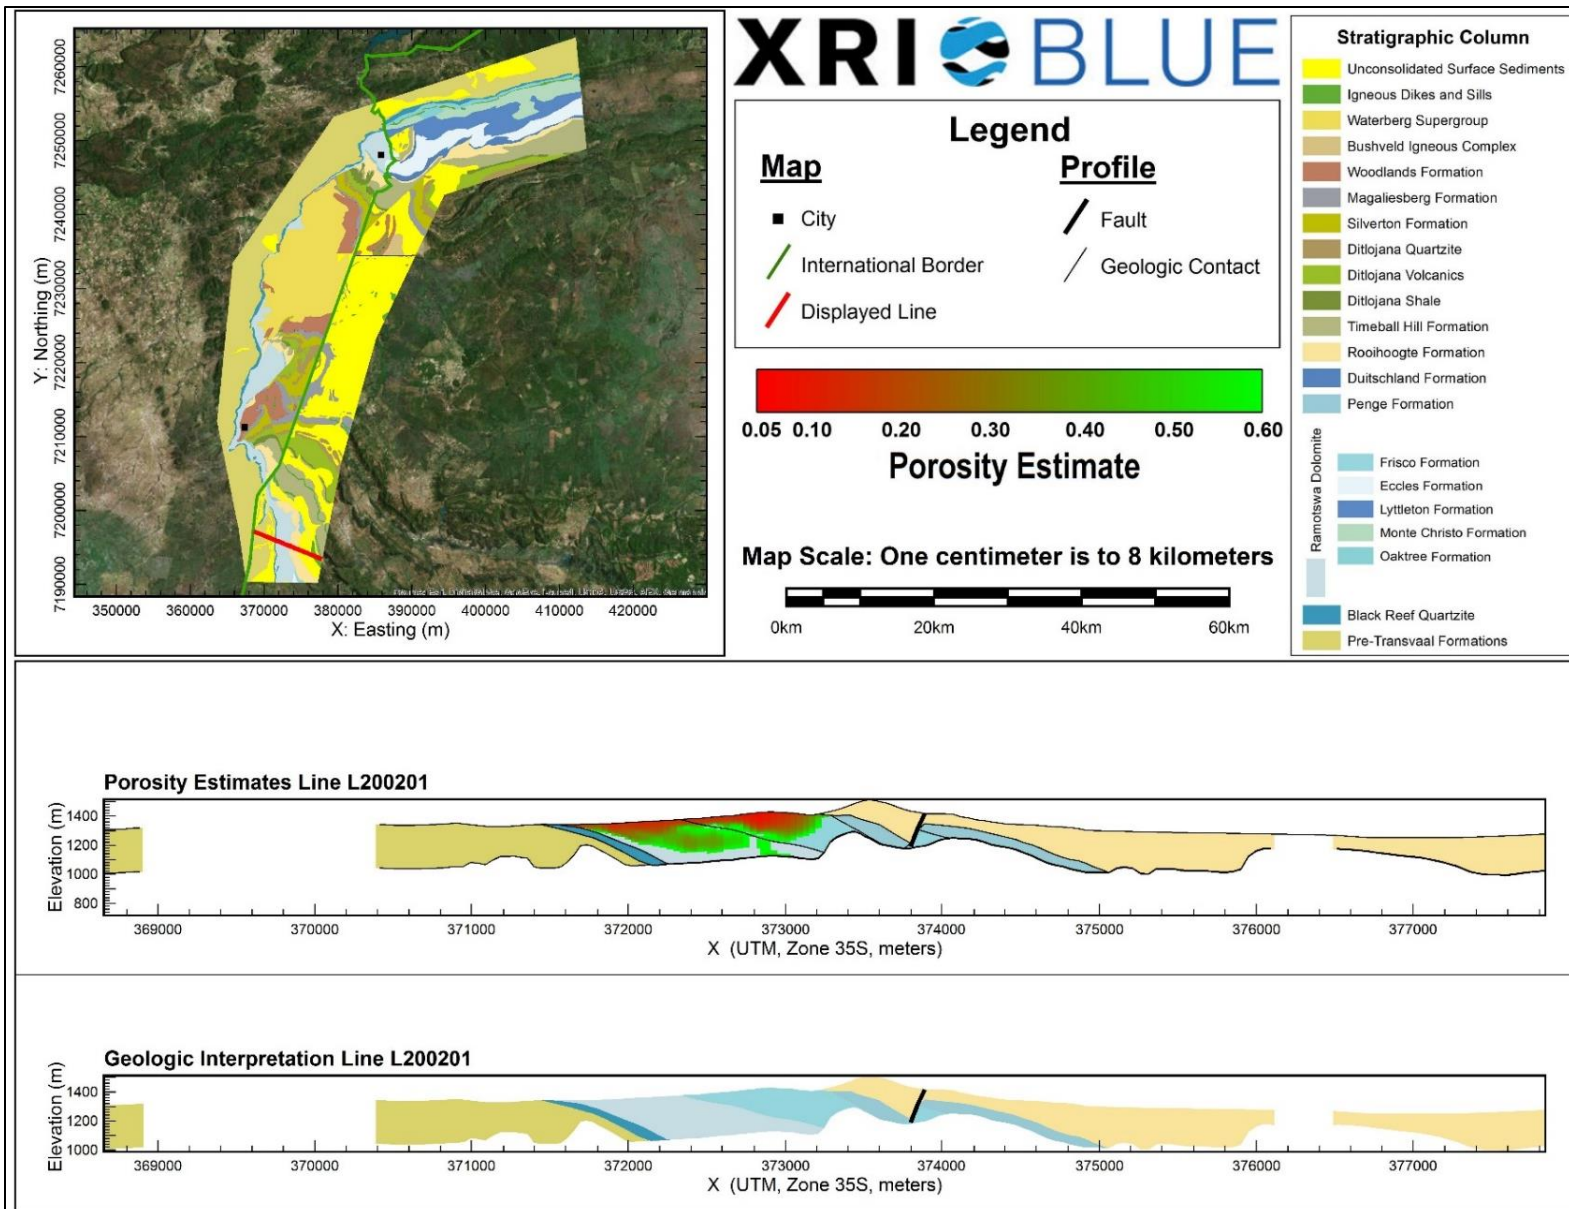 XRI BLUE
Y: Northing (m)
7260000
7250000
7240000
7230000
7220000
7210000
7200000
7190000
350000 360000 370000 380000 390000 400000 410000 420000
X: Easting (m)
Legend
Map
City
International Border
Displayed Line
Profile
Fault
Geologic Contact
0.05 0.10 0.20 0.30 0.40 0.50 0.60
Porosity Estimate
Map Scale: One centimeter is to 8 kilometers
0km 20km 40km 60km
Stratigraphic Column
Unconsolidated Surface Sediments
Igneous Dikes and Sills
Waterberg Supergroup
Bushveld Igneous Complex
Woodlands Formation
Magaliesberg Formation
Silverton Formation
Ditlojana Quartzite
Ditlojana Volcanics
Ditlojana Shale
Timeball Hill Formation
Rooihoogte Formation
Duitschland Formation
Penge Formation
Ramotswa Dolomite
Frisco Formation
Eccles Formation
Lyttleton Formation
Monte Christo Formation
Oaktree Formation
Black Reef Quartzite
Pre-Transvaal Formations
Porosity Estimates Line L200201
Elevation (m)
1400
1200
1000
800
369000 370000 371000 372000 373000 374000 375000 376000 377000
X (UTM, Zone 35S, meters)
Geologic Interpretation Line L200201
Elevation (m)
1400
1200
1000
369000 370000 371000 372000 373000 374000 375000 376000 377000
X (UTM, Zone 35S, meters)